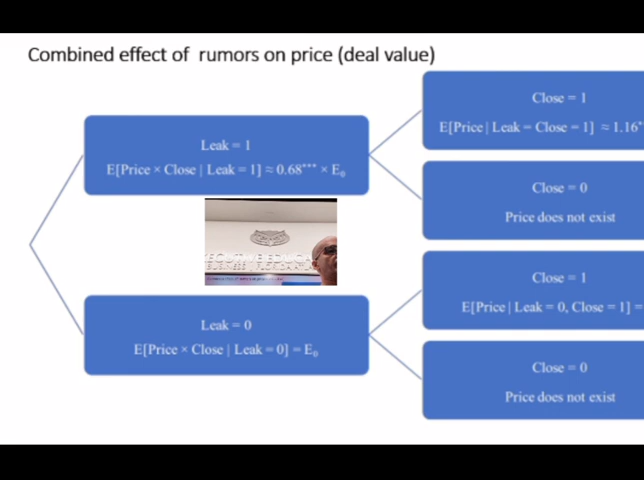 Combined effect of rumors on price (deal value)
Close = 1
E[Price | Leak = Close = 1] ≈ 1.16*
Leak = 1
E[Price × Close | Leak = 1] ≈ 0.68*** × E₀
Close = 0
Price does not exist
Close = 1
E[Price | Leak = 0, Close = 1] =
Leak = 0
E[Price × Close | Leak = 0] = E₀
Close = 0
Price does not exist